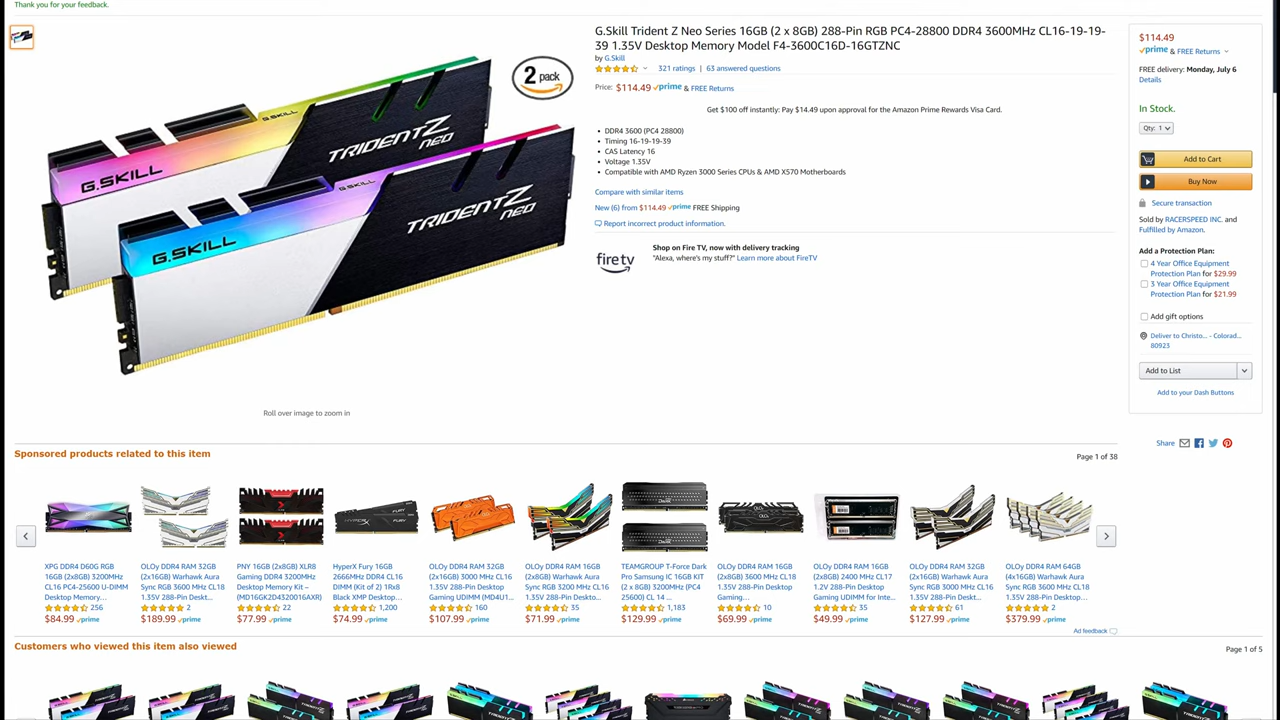 Thank you for your feedback.
G.Skill Trident Z Neo Series 16GB (2 x 8GB) 288-Pin RGB PC4-28800 DDR4 3600MHz CL16-19-19-
39 1.35V Desktop Memory Model F4-3600C16D-16GTZNC
by G.Skill
321 ratings | 63 answered questions
Price: $114.49 prime & FREE Returns
Get $100 off instantly: Pay $14.49 upon approval for the Amazon Prime Rewards Visa Card.
DDR4 3600 (PC4 28800)
Timing 16-19-19-39
CAS Latency 16
Voltage 1.35V
Compatible with AMD Ryzen 3000 Series CPUs & AMD X570 Motherboards
Compare with similar items
New (6) from $114.49 prime FREE Shipping
Report incorrect product information.
fire tv
Shop on Fire TV, now with delivery tracking
"Alexa, where's my stuff?" Learn more about FireTV
2 pack
G.SKILL
TRIDENT Z
NEO
G.SKILL
G.SKILL
TRIDENT Z
NEO
G.SKILL
Roll over image to zoom in
$114.49
prime & FREE Returns
FREE delivery: Monday, July 6
Details
In Stock.
Qty: 1
Add to Cart
Buy Now
Secure transaction
Sold by RACERSPEED INC. and
Fulfilled by Amazon.
Add a Protection Plan:
4 Year Office Equipment
Protection Plan for $29.99
3 Year Office Equipment
Protection Plan for $21.99
Add gift options
Deliver to Christo... - Colorad...
80923
Add to List
Add to your Dash Buttons
Share
Sponsored products related to this item
Page 1 of 38
XPG DDR4 D60G RGB
16GB (2x8GB) 3200MHz
CL16 PC4-25600 U-DIMM
Desktop Memory...
256
$84.99 prime
OLOy DDR4 RAM 32GB
(2x16GB) Warhawk Aura
Sync RGB 3600 MHz CL18
1.35V 288-Pin Deskt...
2
$189.99 prime
PNY 16GB (2x8GB) XLR8
Gaming DDR4 3200MHz
Desktop Memory Kit –
(MD16GK2D4320016AXR)
22
$77.99 prime
HyperX Fury 16GB
2666MHz DDR4 CL16
DIMM (Kit of 2) 1Rx8
Black XMP Desktop...
1,200
$74.99 prime
OLOy DDR4 RAM 32GB
(2x16GB) 3000 MHz CL16
1.35V 288-Pin Desktop
Gaming UDIMM (MD4U1...
160
$107.99 prime
OLOy DDR4 RAM 16GB
(2x8GB) Warhawk Aura
Sync RGB 3200 MHz CL16
1.35V 288-Pin Desktop...
35
$71.99 prime
TEAMGROUP T-Force Dark
Pro Samsung IC 16GB KIT
(2 x 8GB) 3200MHz (PC4
25600) CL 14 ...
1,183
$129.99 prime
OLOy DDR4 RAM 16GB
(2x8GB) 3600 MHz CL18
1.35V 288-Pin Desktop
Gaming...
10
$69.99 prime
OLOy DDR4 RAM 16GB
(2x8GB) 2400 MHz CL17
1.2V 288-Pin Desktop
Gaming UDIMM for Inte...
35
$49.99 prime
OLOy DDR4 RAM 32GB
(2x16GB) Warhawk Aura
Sync RGB 3200 MHz CL16
1.35V 288-Pin Deskt...
61
$127.99 prime
OLOy DDR4 RAM 64GB
(4x16GB) Warhawk Aura
Sync RGB 3600 MHz CL18
1.35V 288-Pin Desktop...
2
$379.99 prime
Ad feedback
Customers who viewed this item also viewed
Page 1 of 5